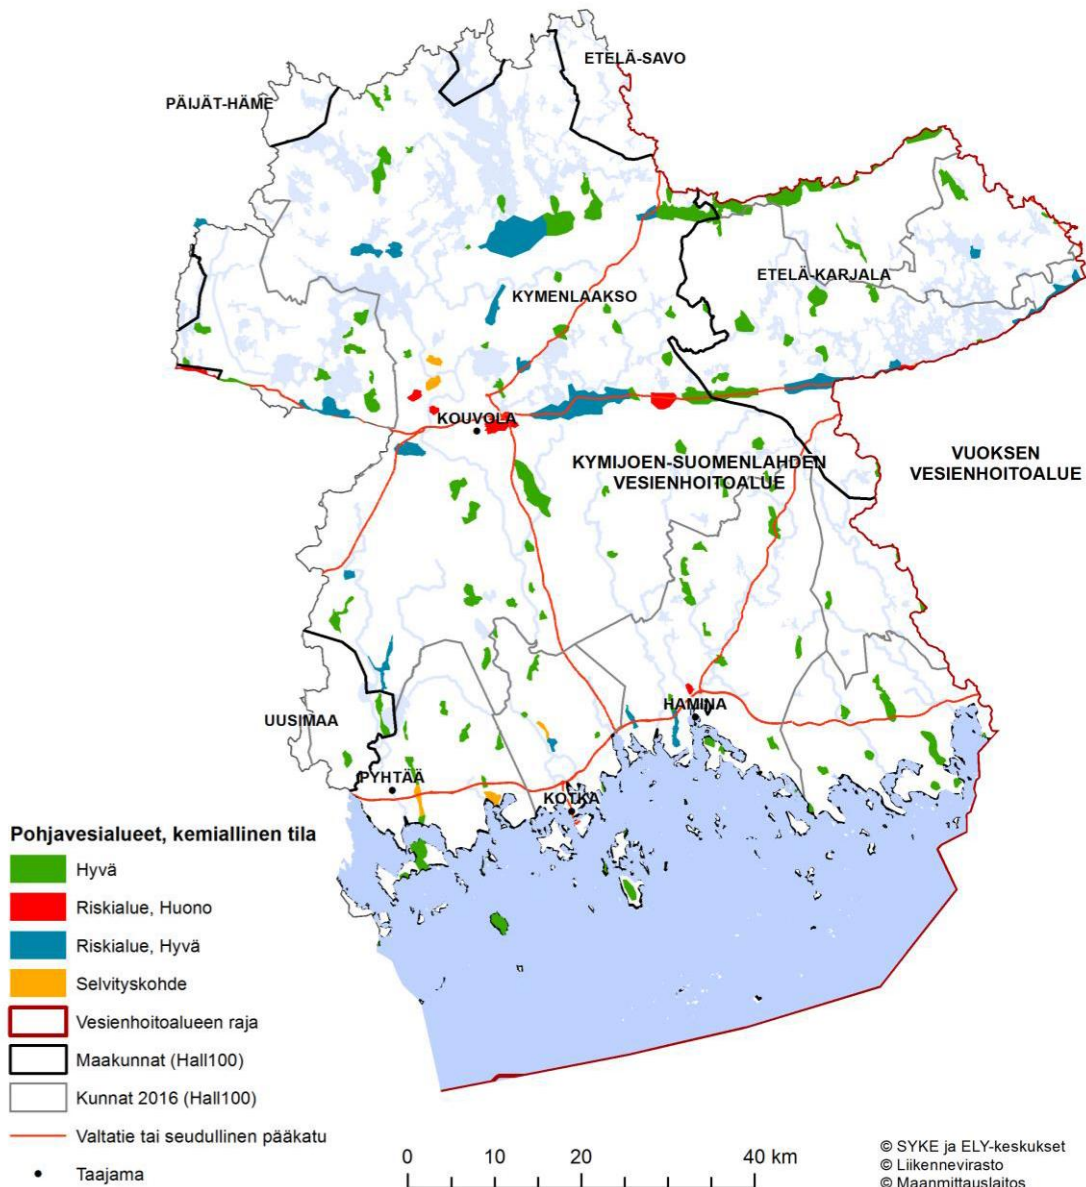 ETELÄ-SAVO
PÄIJÄT-HÄME
ETELÄ-KARJALA
KYMENLAAKSO
KOUVOLA
KYMIJOEN-SUOMENLAHDEN
VESIENHOITOALUE
VUOKSEN
VESIENHOITOALUE
HAMINA
UUSIMAA
PYHTÄÄ
KOTKA
Pohjavesialueet, kemiallinen tila
Hyvä
Riskialue, Huono
Riskialue, Hyvä
Selvityskohde
Vesienhoitoalueen raja
Maakunnat (Hall100)
Kunnat 2016 (Hall100)
Valtatie tai seudullinen pääkatu
Taajama
0 10 20 40 km
© SYKE ja ELY-keskukset
© Liikennevirasto
© Maanmittauslaitos